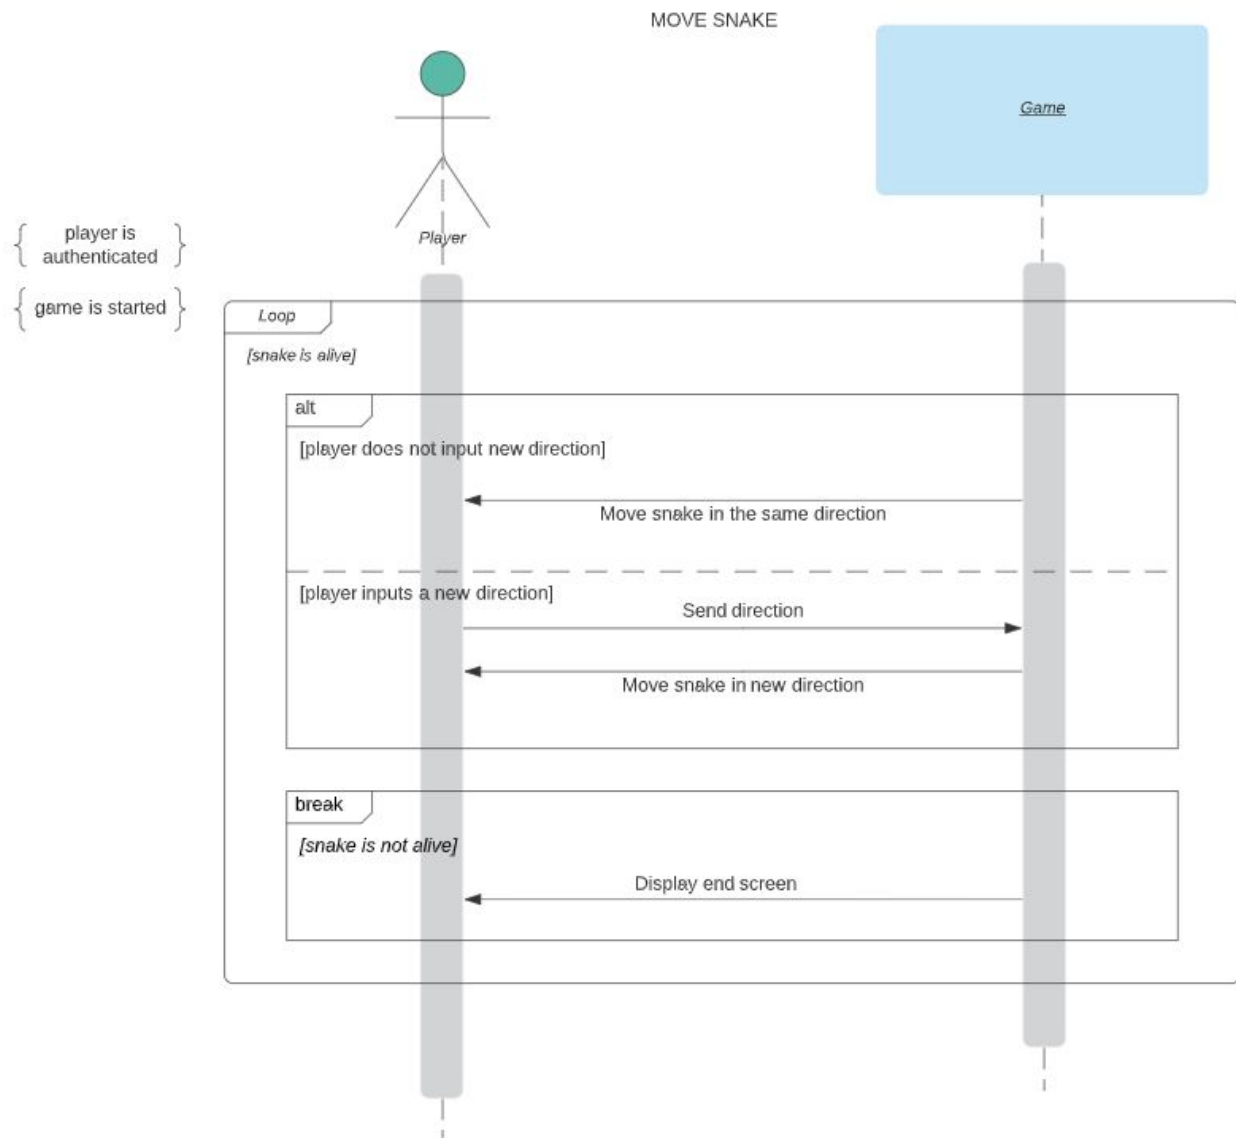 MOVE SNAKE
Game
Player
{ player is
authenticated }
{ game is started }
Loop
[snake is alive]
alt
[player does not input new direction]
Move snake in the same direction
[player inputs a new direction]
Send direction
Move snake in new direction
break
[snake is not alive]
Display end screen